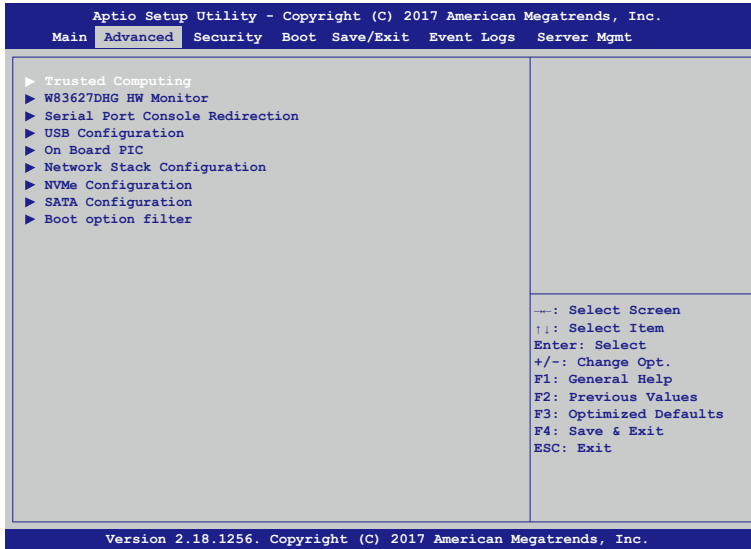 Aptio Setup Utility - Copyright (C) 2017 American Megatrends, Inc.
Main Advanced Security Boot Save/Exit Event Logs Server Mgmt
▶ Trusted Computing
▶ W83627DHG HW Monitor
▶ Serial Port Console Redirection
▶ USB Configuration
▶ On Board PIC
▶ Network Stack Configuration
▶ NVMe Configuration
▶ SATA Configuration
▶ Boot option filter
→←: Select Screen
↑↓: Select Item
Enter: Select
+/-: Change Opt.
F1: General Help
F2: Previous Values
F3: Optimized Defaults
F4: Save & Exit
ESC: Exit
Version 2.18.1256. Copyright (C) 2017 American Megatrends, Inc.